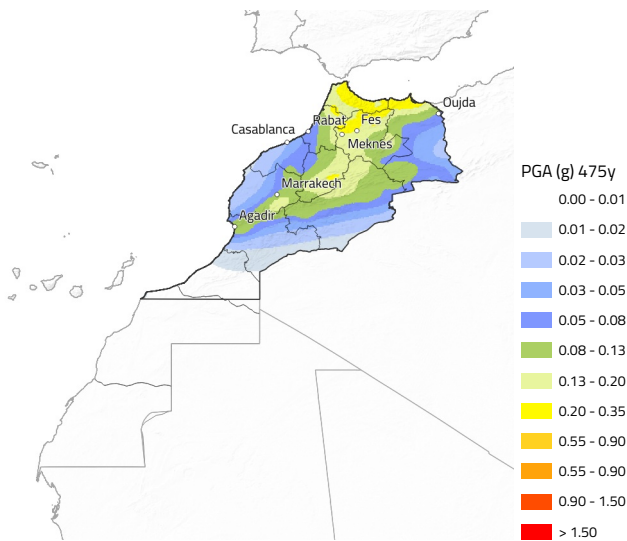 Oujda
Rabat
Fes
Casablanca
Meknes
Marrakech
Agadir
PGA (g) 475y
0.00 - 0.01
0.01 - 0.02
0.02 - 0.03
0.03 - 0.05
0.05 - 0.08
0.08 - 0.13
0.13 - 0.20
0.20 - 0.35
0.55 - 0.90
0.55 - 0.90
0.90 - 1.50
> 1.50